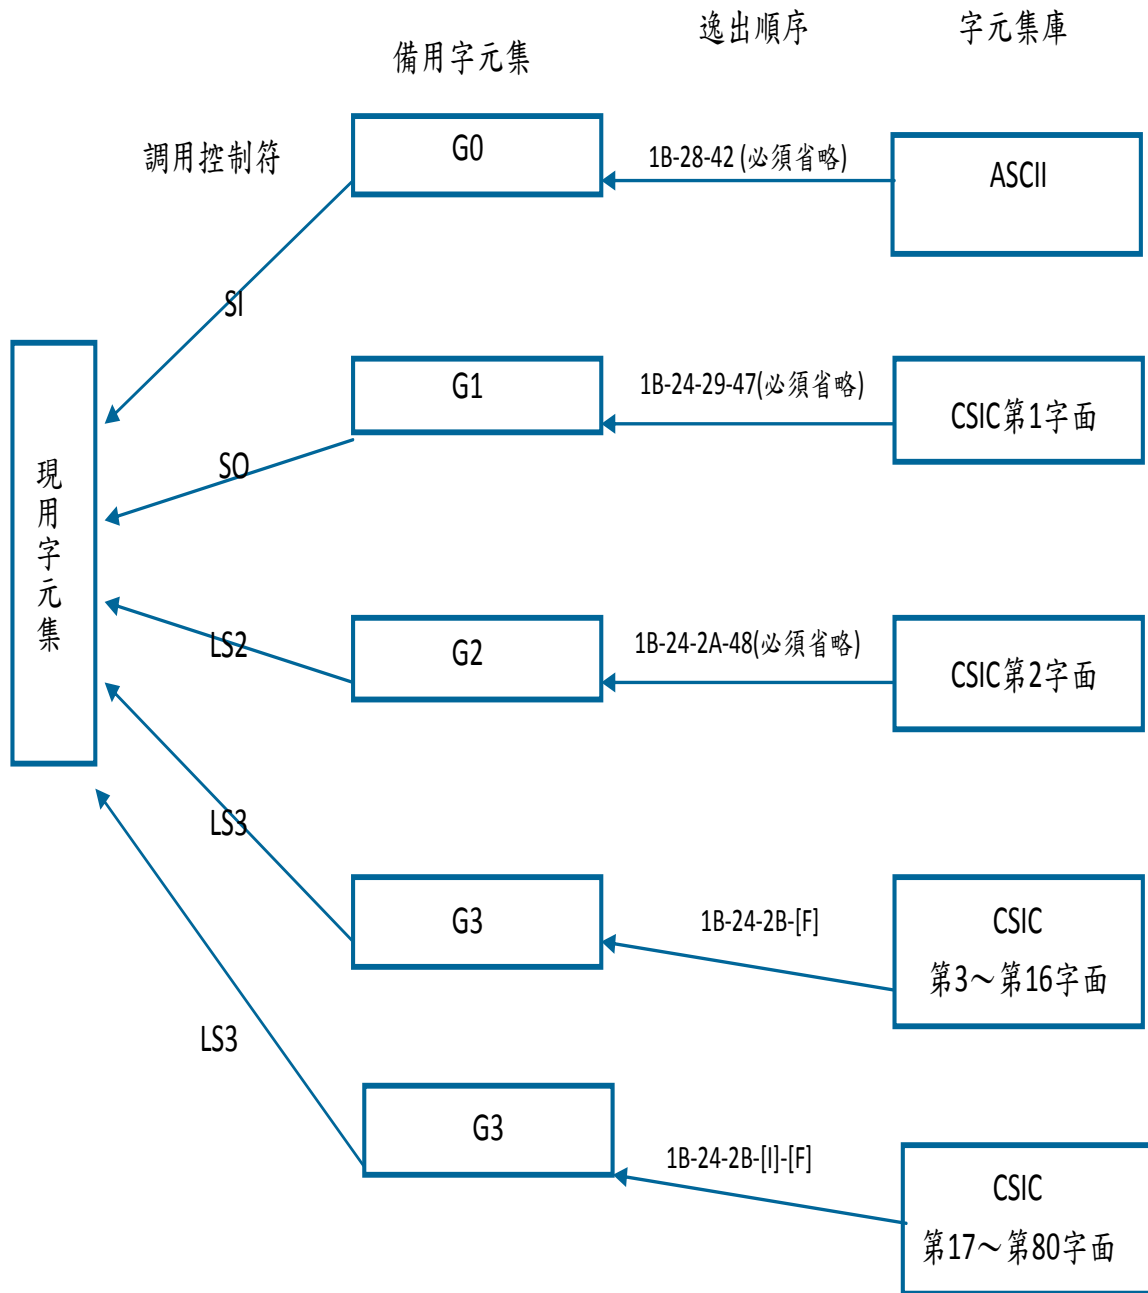 備用字元集
逸出順序
字元集庫
調用控制符
G0
1B-28-42 (必須省略)
ASCII
SI
G1
1B-24-29-47(必須省略)
CSIC第1字面
SO
現用字元集
G2
1B-24-2A-48(必須省略)
CSIC第2字面
LS2
LS3
G3
1B-24-2B-[F]
CSIC
第3～第16字面
LS3
G3
1B-24-2B-[I]-[F]
CSIC
第17～第80字面